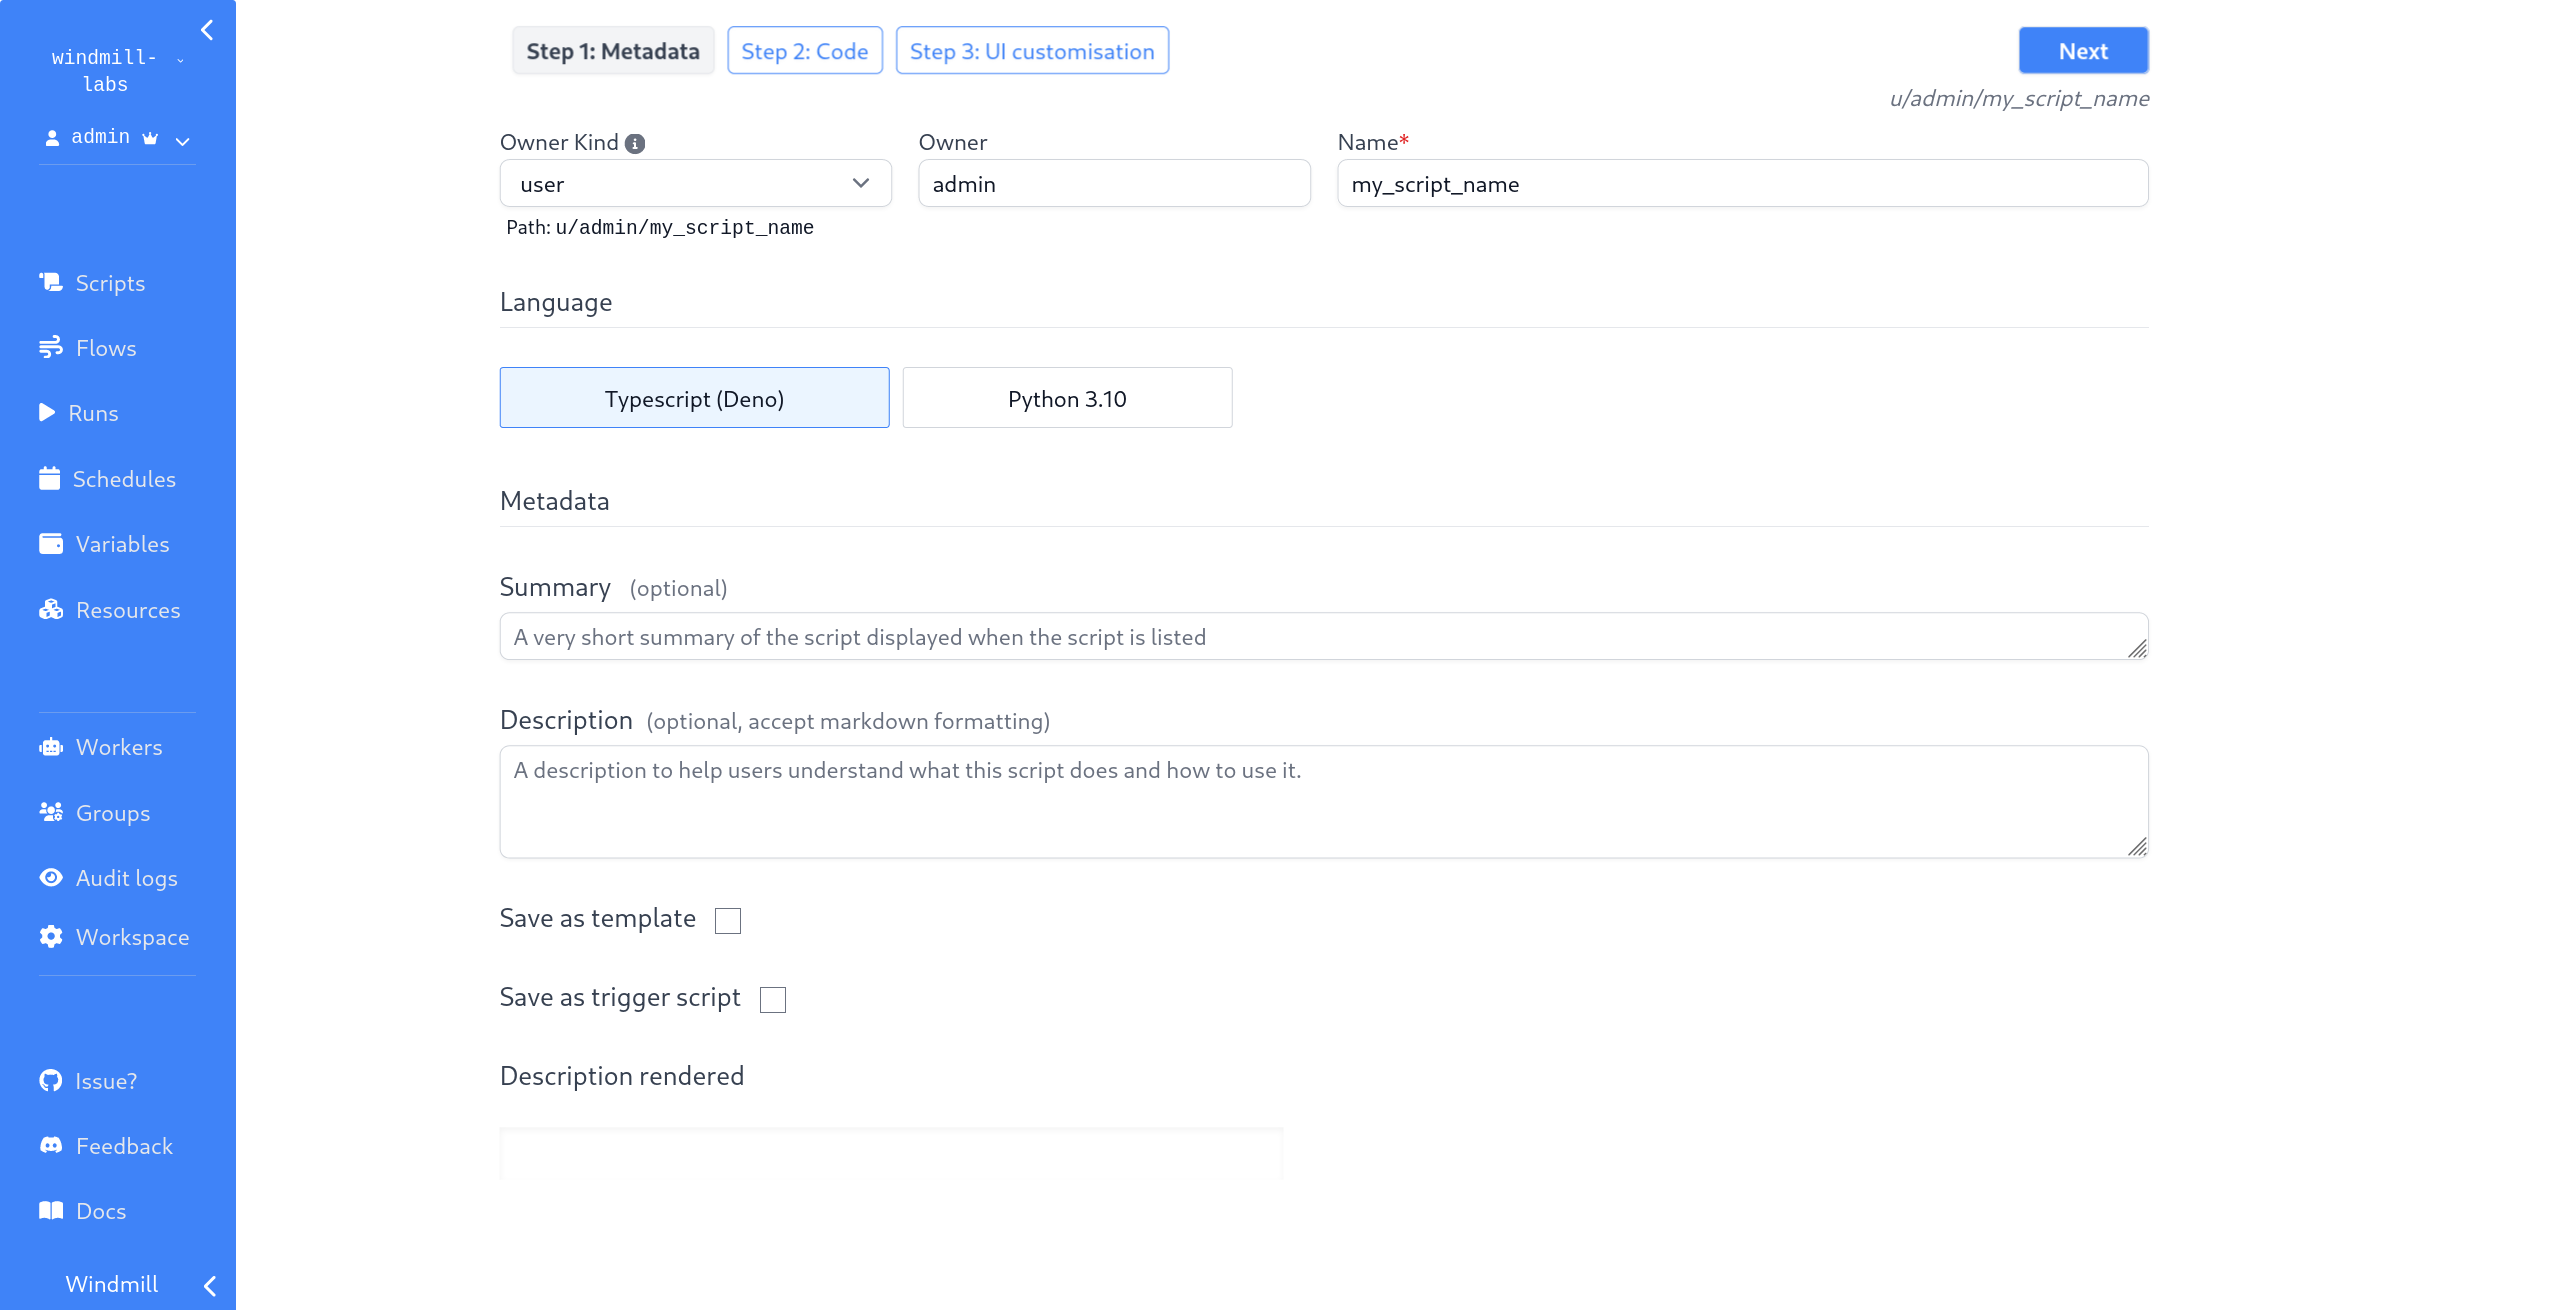 windmill-
labs
admin
Scripts
Flows
Runs
Schedules
Variables
Resources
Workers
Groups
Audit logs
Workspace
Issue?
Feedback
Docs
Windmill
Step 1: Metadata Step 2: Code Step 3: UI customisation Next
u/admin/my_script_name
Owner Kind Owner Name*
user admin my_script_name
Path: u/admin/my_script_name
Language
Typescript (Deno) Python 3.10
Metadata
Summary (optional)
A very short summary of the script displayed when the script is listed
Description (optional, accept markdown formatting)
A description to help users understand what this script does and how to use it.
Save as template
Save as trigger script
Description rendered